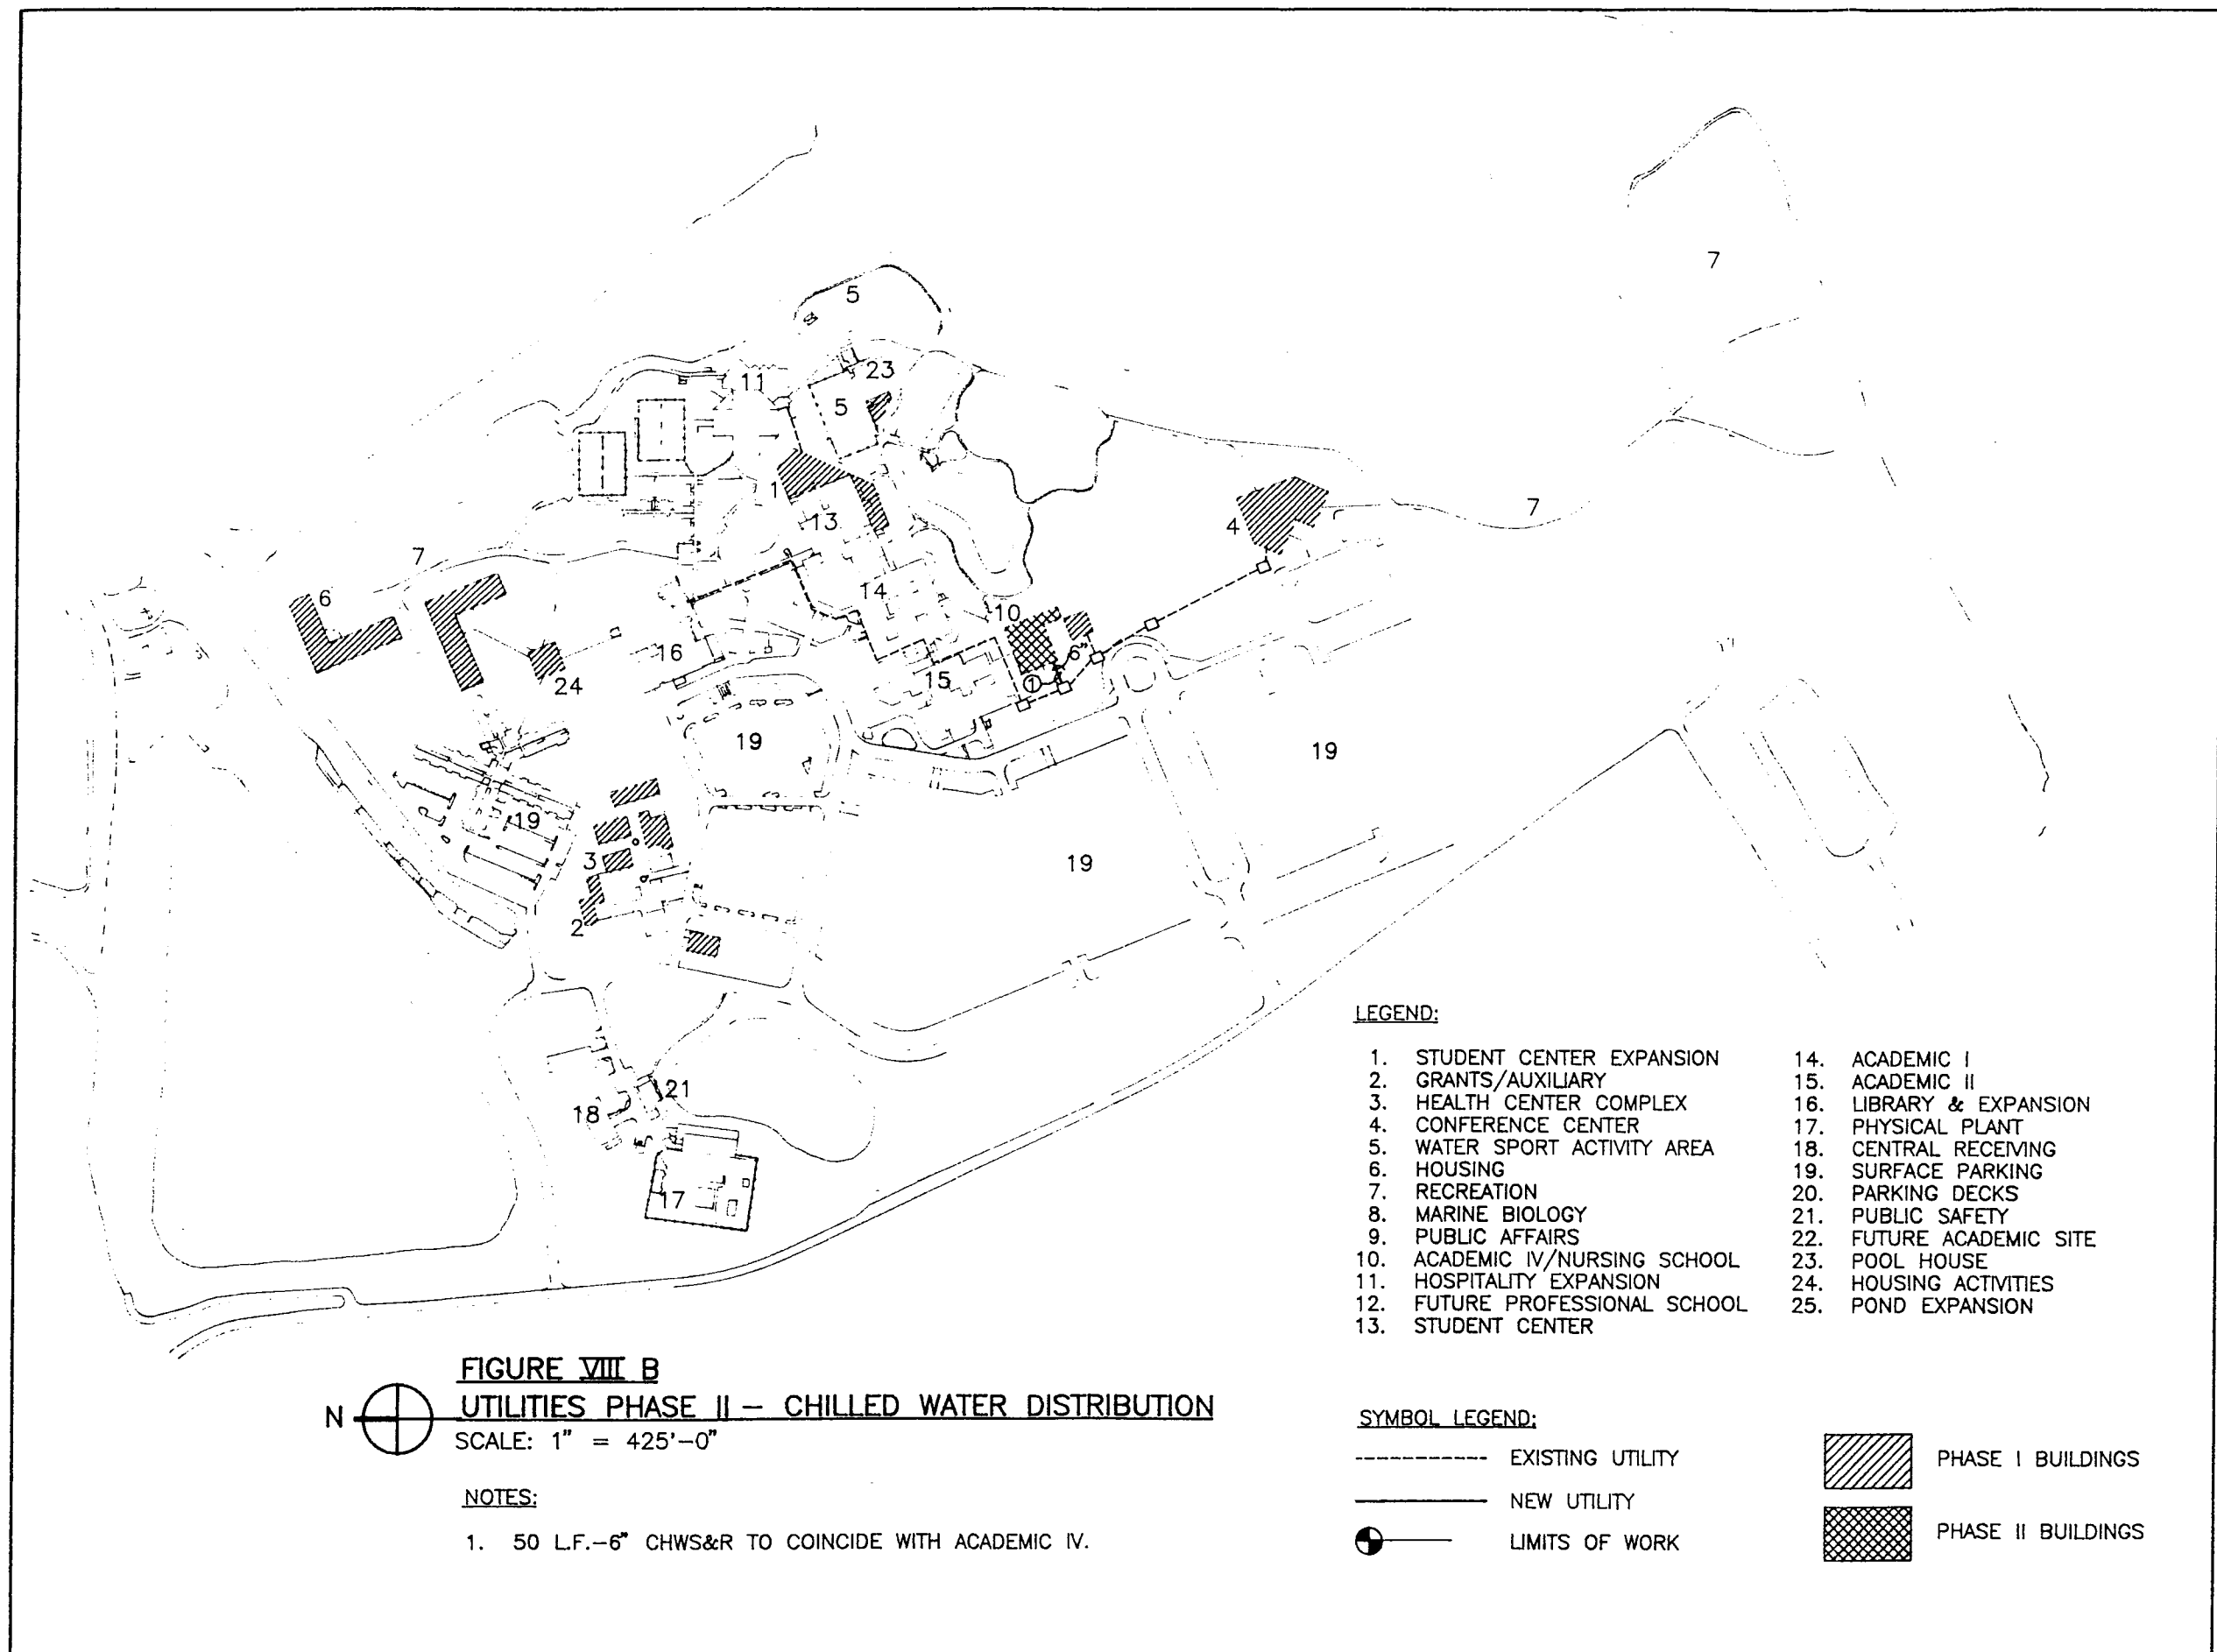 5
7
23
11
5
1
13
7
4
7
6
14
10
16
6"
24
15
1
19
19
19
3
19
2
21
18
17
LEGEND:
1. STUDENT CENTER EXPANSION
2. GRANTS/AUXILIARY
3. HEALTH CENTER COMPLEX
4. CONFERENCE CENTER
5. WATER SPORT ACTIVITY AREA
6. HOUSING
7. RECREATION
8. MARINE BIOLOGY
9. PUBLIC AFFAIRS
10. ACADEMIC IV/NURSING SCHOOL
11. HOSPITALITY EXPANSION
12. FUTURE PROFESSIONAL SCHOOL
13. STUDENT CENTER
14. ACADEMIC I
15. ACADEMIC II
16. LIBRARY & EXPANSION
17. PHYSICAL PLANT
18. CENTRAL RECEIVING
19. SURFACE PARKING
20. PARKING DECKS
21. PUBLIC SAFETY
22. FUTURE ACADEMIC SITE
23. POOL HOUSE
24. HOUSING ACTIVITIES
25. POND EXPANSION
FIGURE VIII B
N
UTILITIES PHASE II – CHILLED WATER DISTRIBUTION
SCALE: 1" = 425'-0"
NOTES:
1. 50 L.F.-6" CHWS&R TO COINCIDE WITH ACADEMIC IV.
SYMBOL LEGEND:
EXISTING UTILITY
NEW UTILITY
LIMITS OF WORK
PHASE I BUILDINGS
PHASE II BUILDINGS